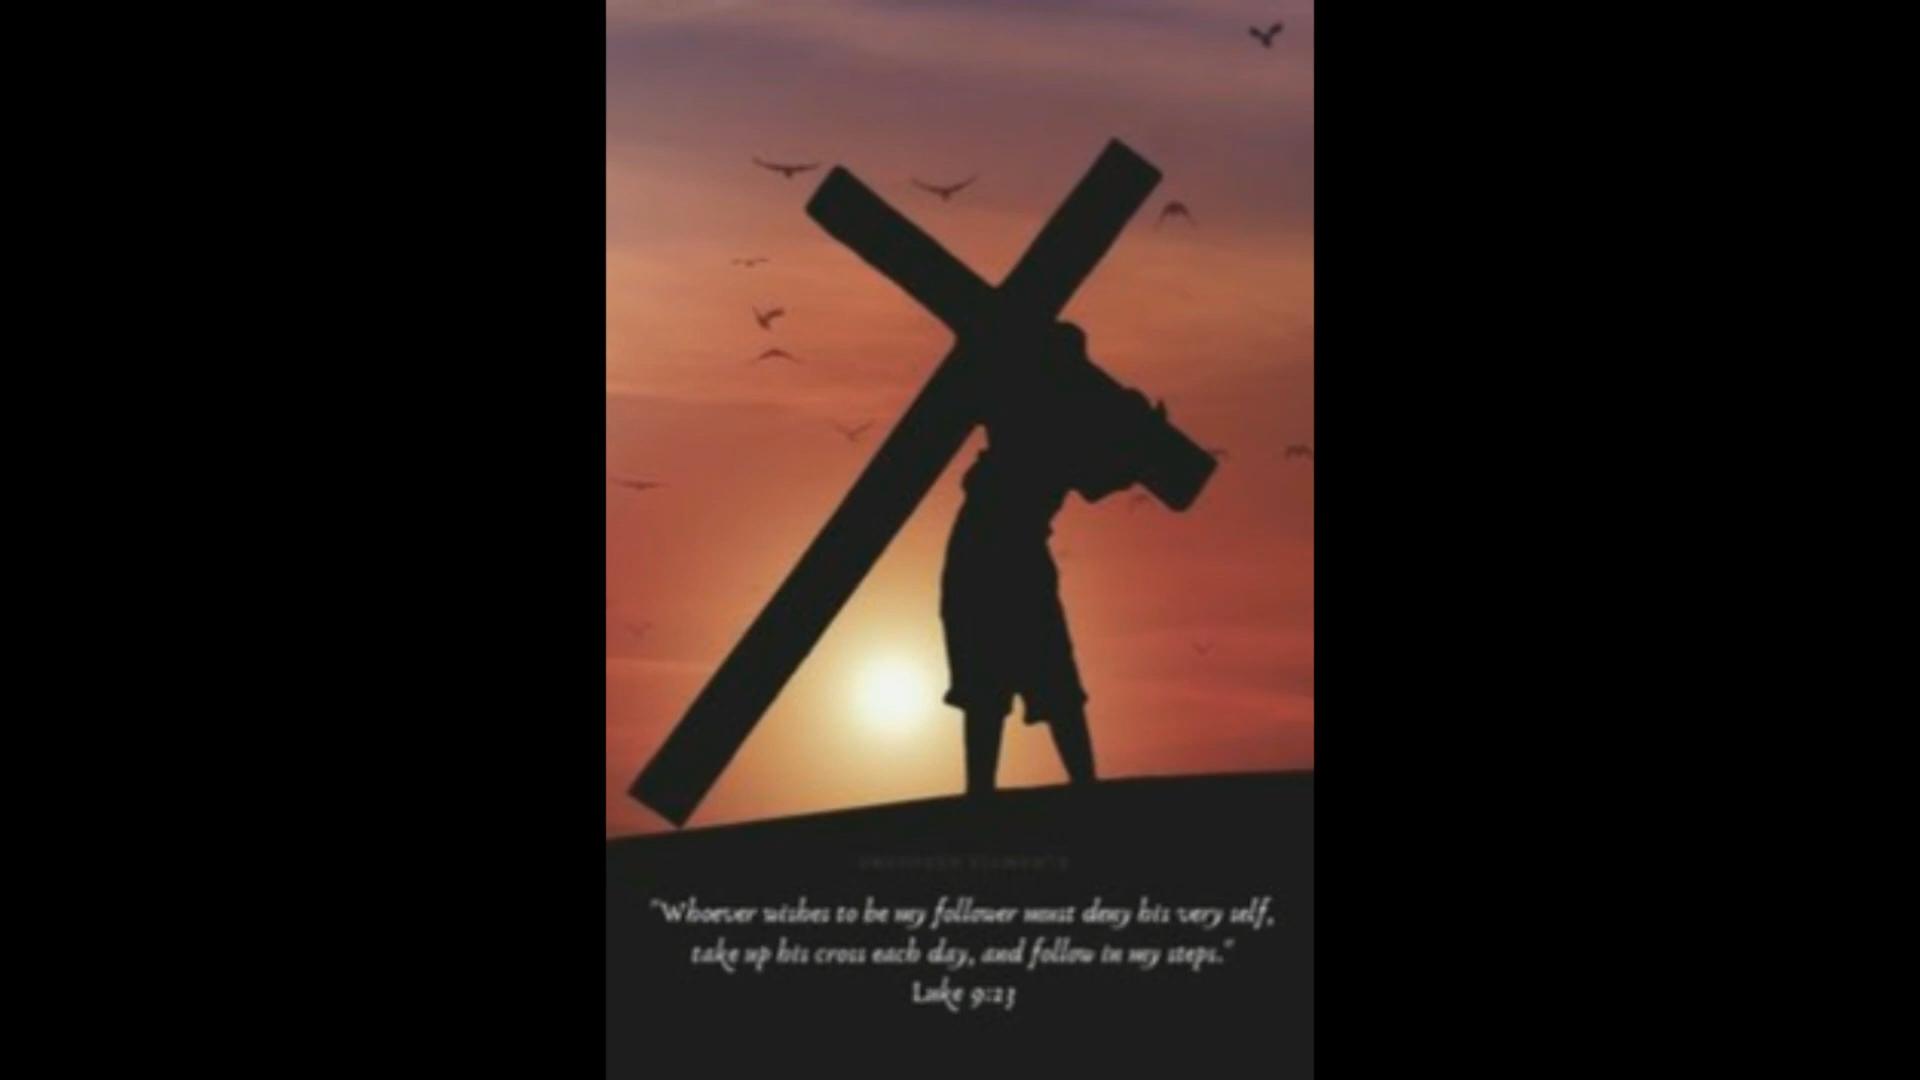 "Whoever wishes to be my follower must deny his very self,
take up his cross each day, and follow in my steps."
Luke 9:23